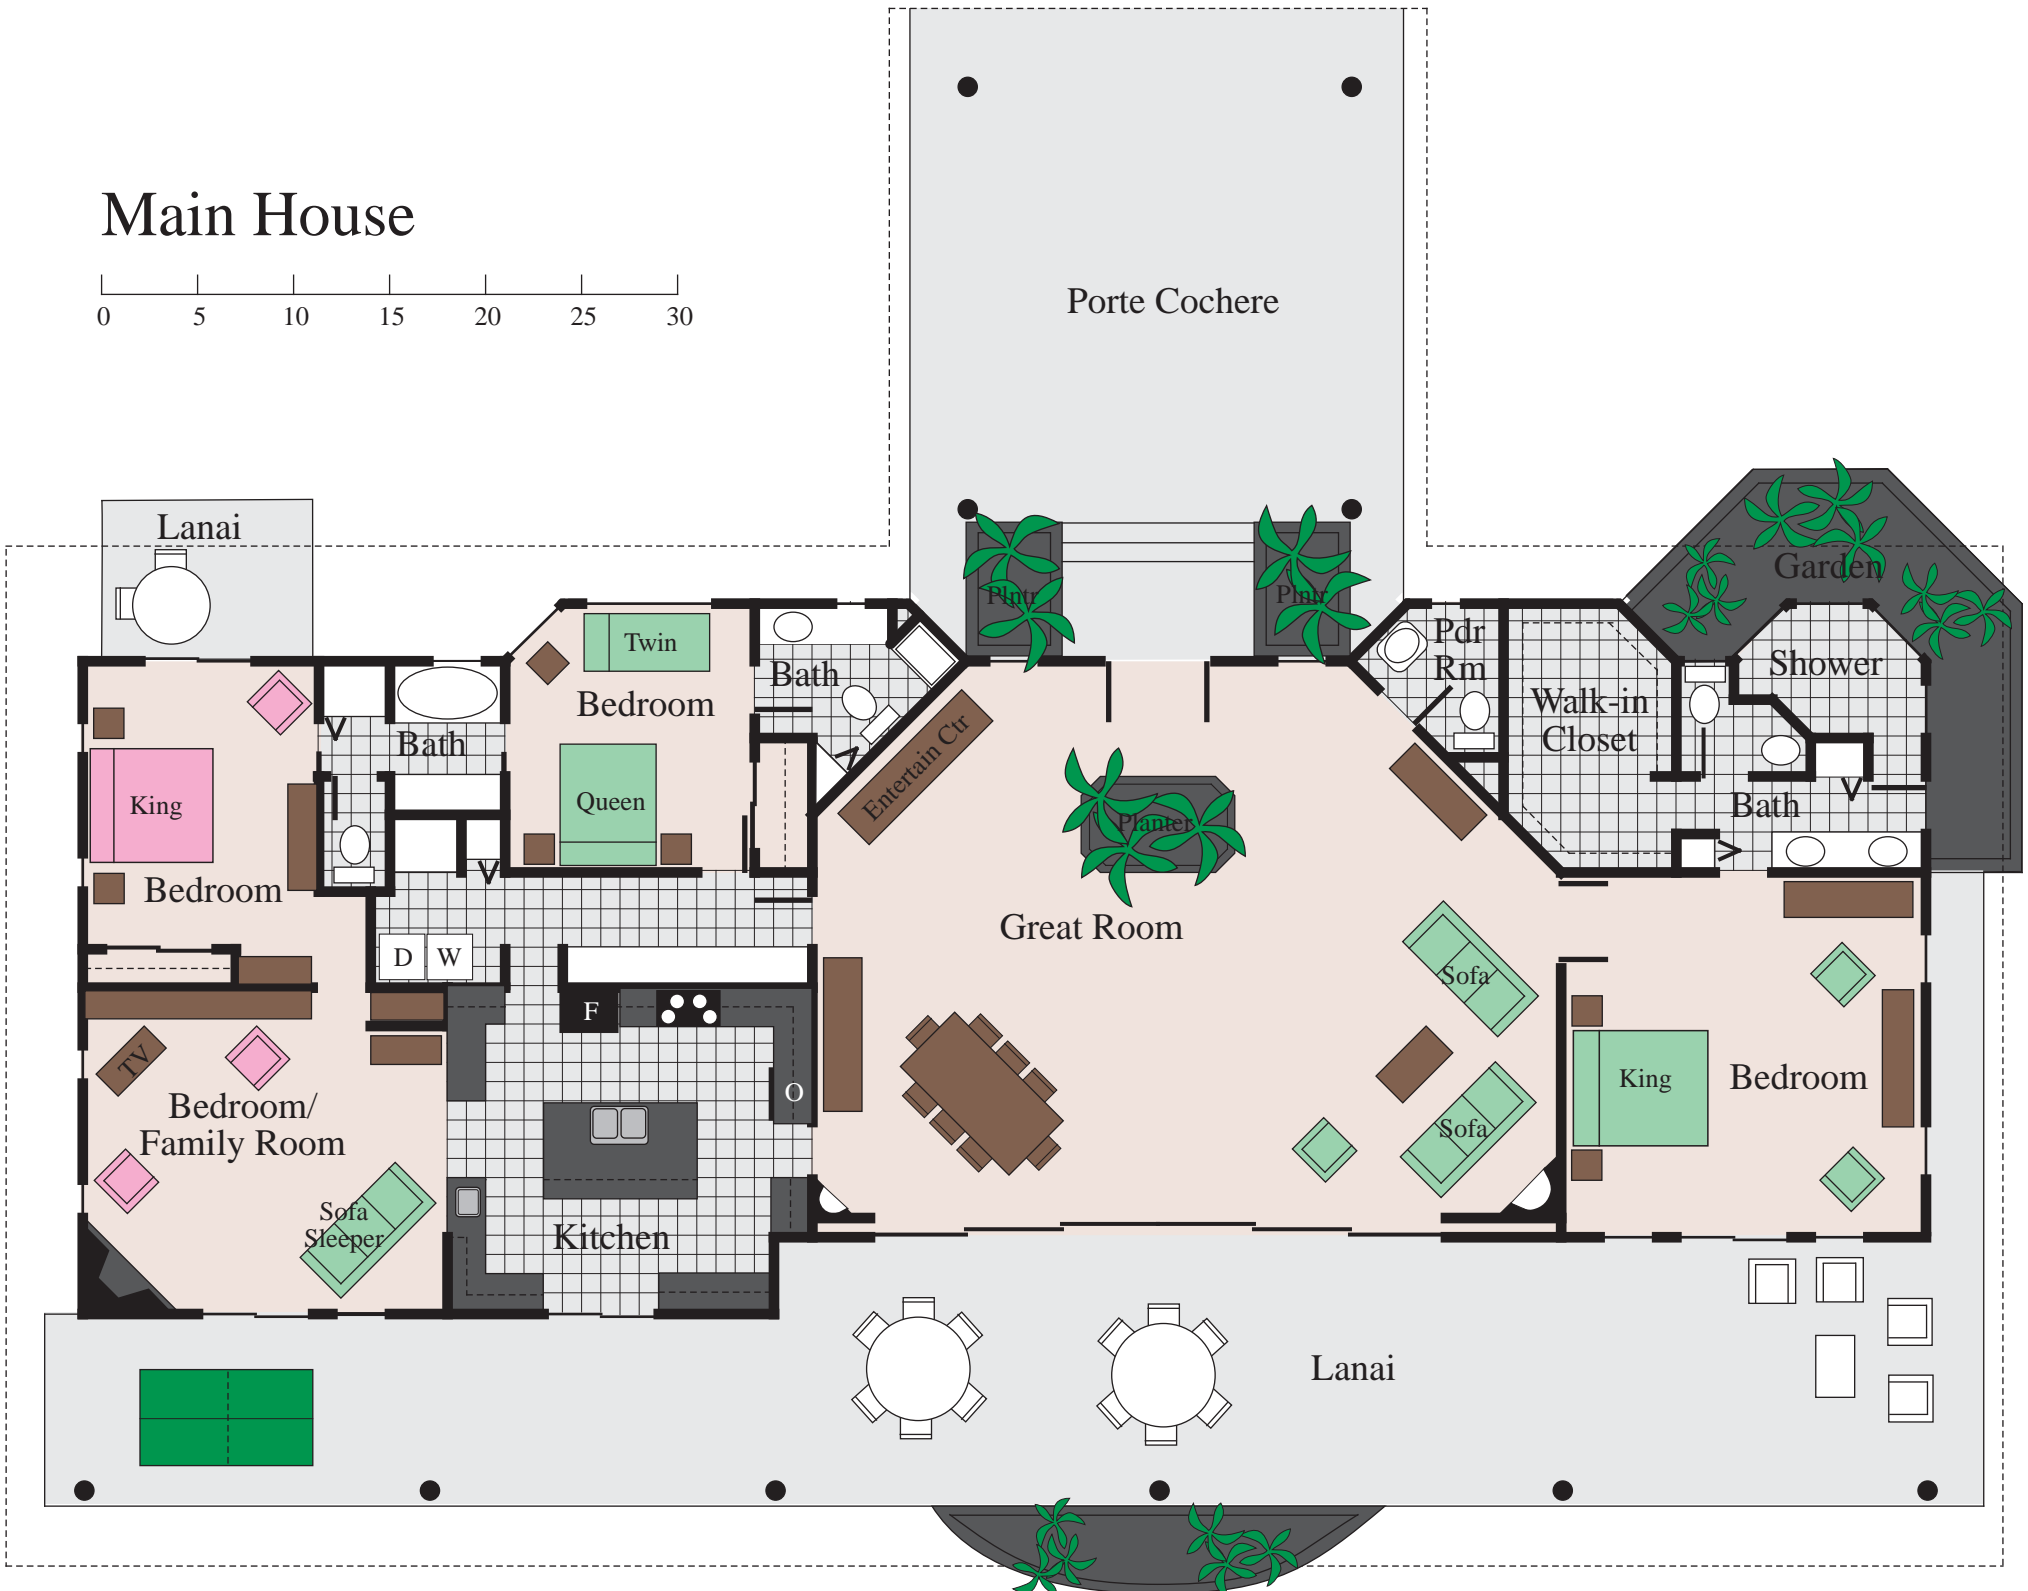 Main House
0 5 10 15 20 25 30
Porte Cochere
Lanai
Plntr
Plntr
Garden
Twin
Bedroom
Bath
Pdr
Rm
Shower
Walk-in
Closet
Bath
King
Queen
Entertain Ctr
Planter
Bath
Bedroom
Great Room
D
W
Sofa
F
TV
O
King
Bedroom
Bedroom/
Family Room
Sofa
Sofa
Sleeper
Kitchen
Lanai